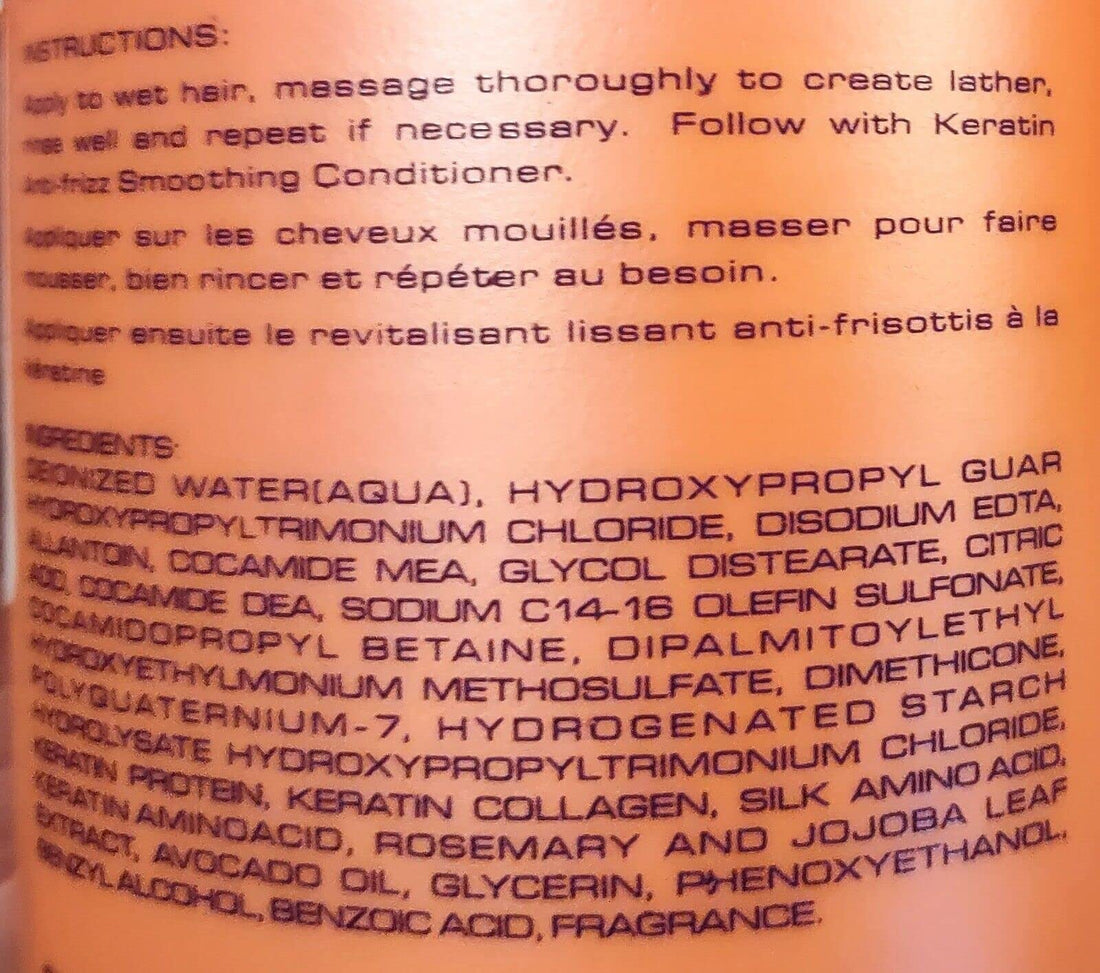 INSTRUCTIONS:
Apply to wet hair, massage thoroughly to create lather,
rinse well and repeat if necessary. Follow with Keratin
Anti-frizz Smoothing Conditioner.
Appliquer sur les cheveux mouillés, masser pour faire
mousser, bien rincer et répéter au besoin.
Appliquer ensuite le revitalisant lissant anti-frisottis à la
kératine
INGREDIENTS:
DEIONIZED WATER(AQUA), HYDROXYPROPYL GUAR
HYDROXYPROPYLTRIMONIUM CHLORIDE, DISODIUM EDTA,
ALLANTOIN, COCAMIDE MEA, GLYCOL DISTEARATE, CITRIC
ACID, COCAMIDE DEA, SODIUM C14-16 OLEFIN SULFONATE,
COCAMIDOPROPYL BETAINE, DIPALMITOYLETHYL
HYDROXYETHYLMONIUM METHOSULFATE, DIMETHICONE,
POLYQUATERNIUM-7, HYDROGENATED STARCH
HYDROLYSATE HYDROXYPROPYLTRIMONIUM CHLORIDE,
KERATIN PROTEIN, KERATIN COLLAGEN, SILK AMINO ACID,
KERATIN AMINOACID, ROSEMARY AND JOJOBA LEAF
EXTRACT, AVOCADO OIL, GLYCERIN, PHENOXYETHANOL,
BENZYL ALCOHOL, BENZOIC ACID, FRAGRANCE.